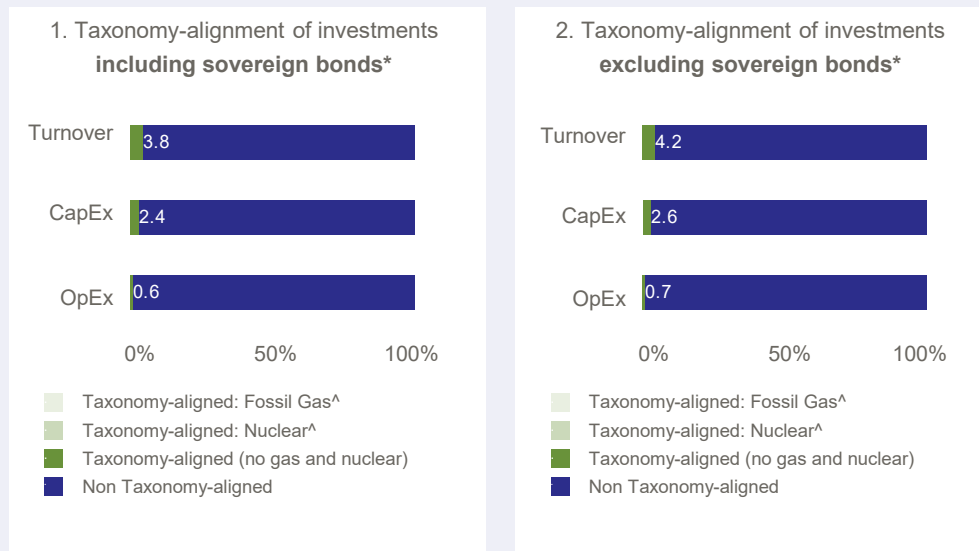 1. Taxonomy-alignment of investments
including sovereign bonds*
Turnover
3.8
CapEx
2.4
OpEx
0.6
0% 50% 100%
Taxonomy-aligned: Fossil Gas^
Taxonomy-aligned: Nuclear^
Taxonomy-aligned (no gas and nuclear)
Non Taxonomy-aligned
2. Taxonomy-alignment of investments
excluding sovereign bonds*
Turnover
4.2
CapEx
2.6
OpEx
0.7
0% 50% 100%
Taxonomy-aligned: Fossil Gas^
Taxonomy-aligned: Nuclear^
Taxonomy-aligned (no gas and nuclear)
Non Taxonomy-aligned